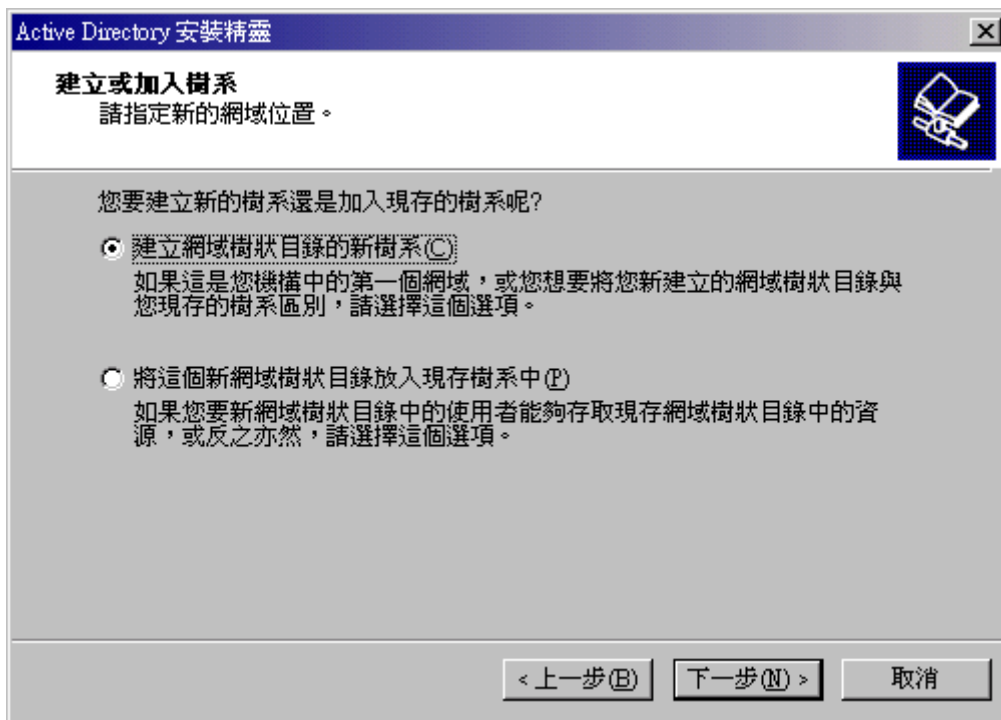 Active Directory 安裝精靈
建立或加入樹系
請指定新的網域位置。
您要建立新的樹系還是加入現存的樹系呢?
建立網域樹狀目錄的新樹系(C)
如果這是您機構中的第一個網域，或您想要將您新建立的網域樹狀目錄與
您現存的樹系區別，請選擇這個選項。
將這個新網域樹狀目錄放入現存樹系中(P)
如果您要新網域樹狀目錄中的使用者能夠存取現存網域樹狀目錄中的資
源，或反之亦然，請選擇這個選項。
< 上一步(B) 下一步(N) > 取消